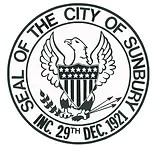 SEAL OF THE CITY OF SUNBURY
INC. 29TH DEC. 1921